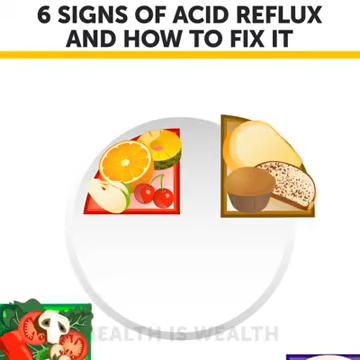 6 SIGNS OF ACID REFLUX
AND HOW TO FIX IT
HEALTH IS WEALTH